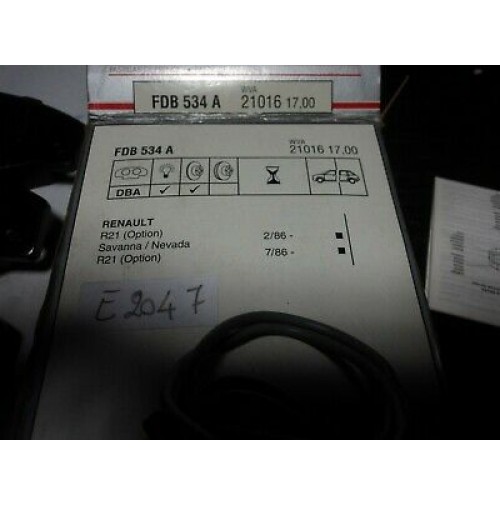 FDB 534 A WVA 21016 17,00
FDB 534 A WVA 21016 17,00
DBA ✓ ✓
RENAULT
R21 (Option) 2/86 - ■
Savanna / Nevada
R21 (Option) 7/86 - ■
E2047